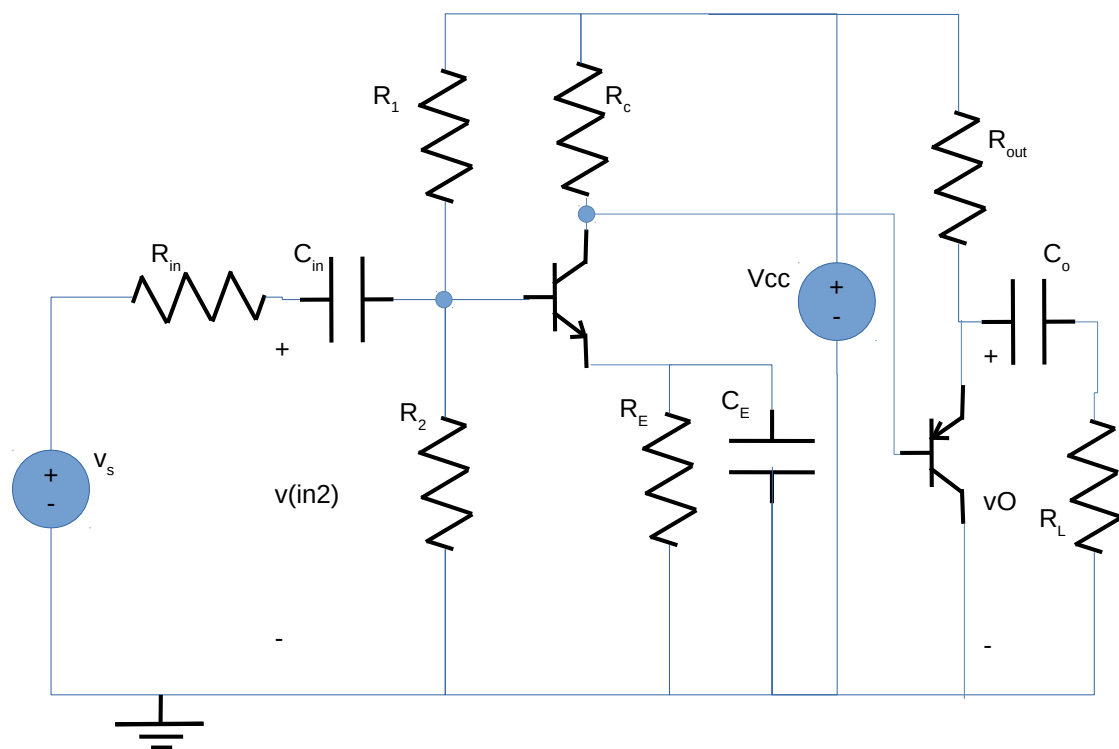 R1
Rc
Rout
Rin
Cin
Vcc
+
-
Co
+
+
R2
RE
CE
vs
+
-
v(in2)
vO
RL
-
-